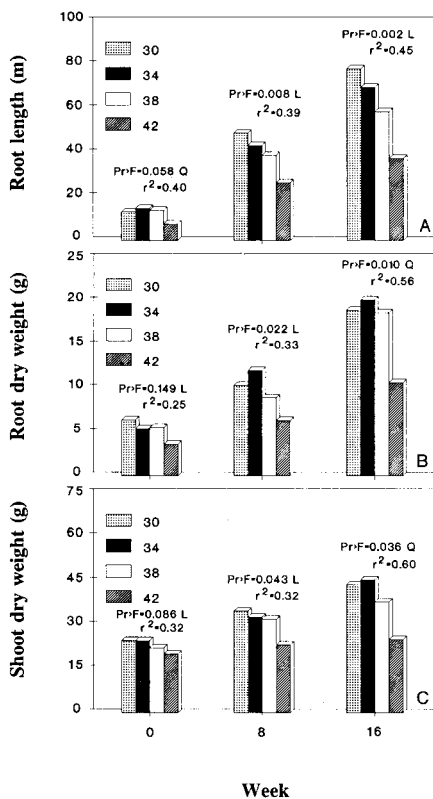 Root length (m)
100
80
60
40
20
0
30
34
38
42
Pr>F=0.058 Q
r²=0.40
Pr>F=0.008 L
r²=0.39
Pr>F=0.002 L
r²=0.45
A
Root dry weight (g)
25
20
15
10
5
0
30
34
38
42
Pr>F=0.149 L
r²=0.25
Pr>F=0.022 L
r²=0.33
Pr>F=0.010 Q
r²=0.56
B
Shoot dry weight (g)
75
45
30
15
0
30
34
38
42
Pr>F=0.086 L
r²=0.32
Pr>F=0.043 L
r²=0.32
Pr>F=0.036 Q
r²=0.60
C
0
8
16
Week